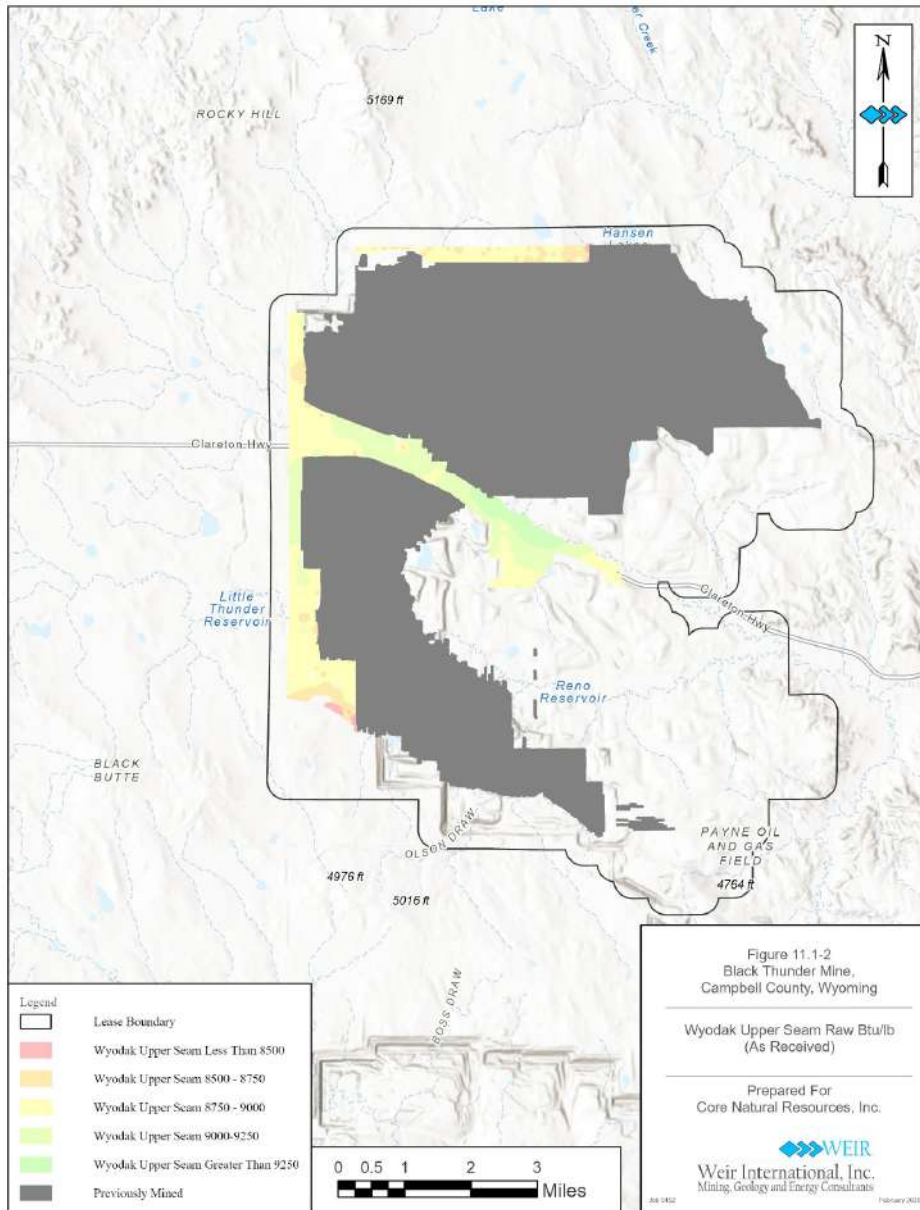 Lake
Creek
N
5169 ft
ROCKY HILL
Hansen
Clareton Hwy
Little
Thunder
Reservoir
Clareton Hwy
Reno
Reservoir
BLACK
BUTTE
OLSON DRAW
PAYNE OIL
AND GAS
FIELD
4976 ft
4764 ft
5016 ft
BOSS DRAW
Legend
Lease Boundary
Wyodak Upper Seam Less Than 8500
Wyodak Upper Seam 8500 - 8750
Wyodak Upper Seam 8750 - 9000
Wyodak Upper Seam 9000-9250
Wyodak Upper Seam Greater Than 9250
Previously Mined
0 0.5 1 2 3
Miles
Figure 11.1-2
Black Thunder Mine,
Campbell County, Wyoming
Wyodak Upper Seam Raw Btu/lb
(As Received)
Prepared For
Core Natural Resources, Inc.
WEIR
Weir International, Inc.
Mining, Geology and Energy Consultants
February